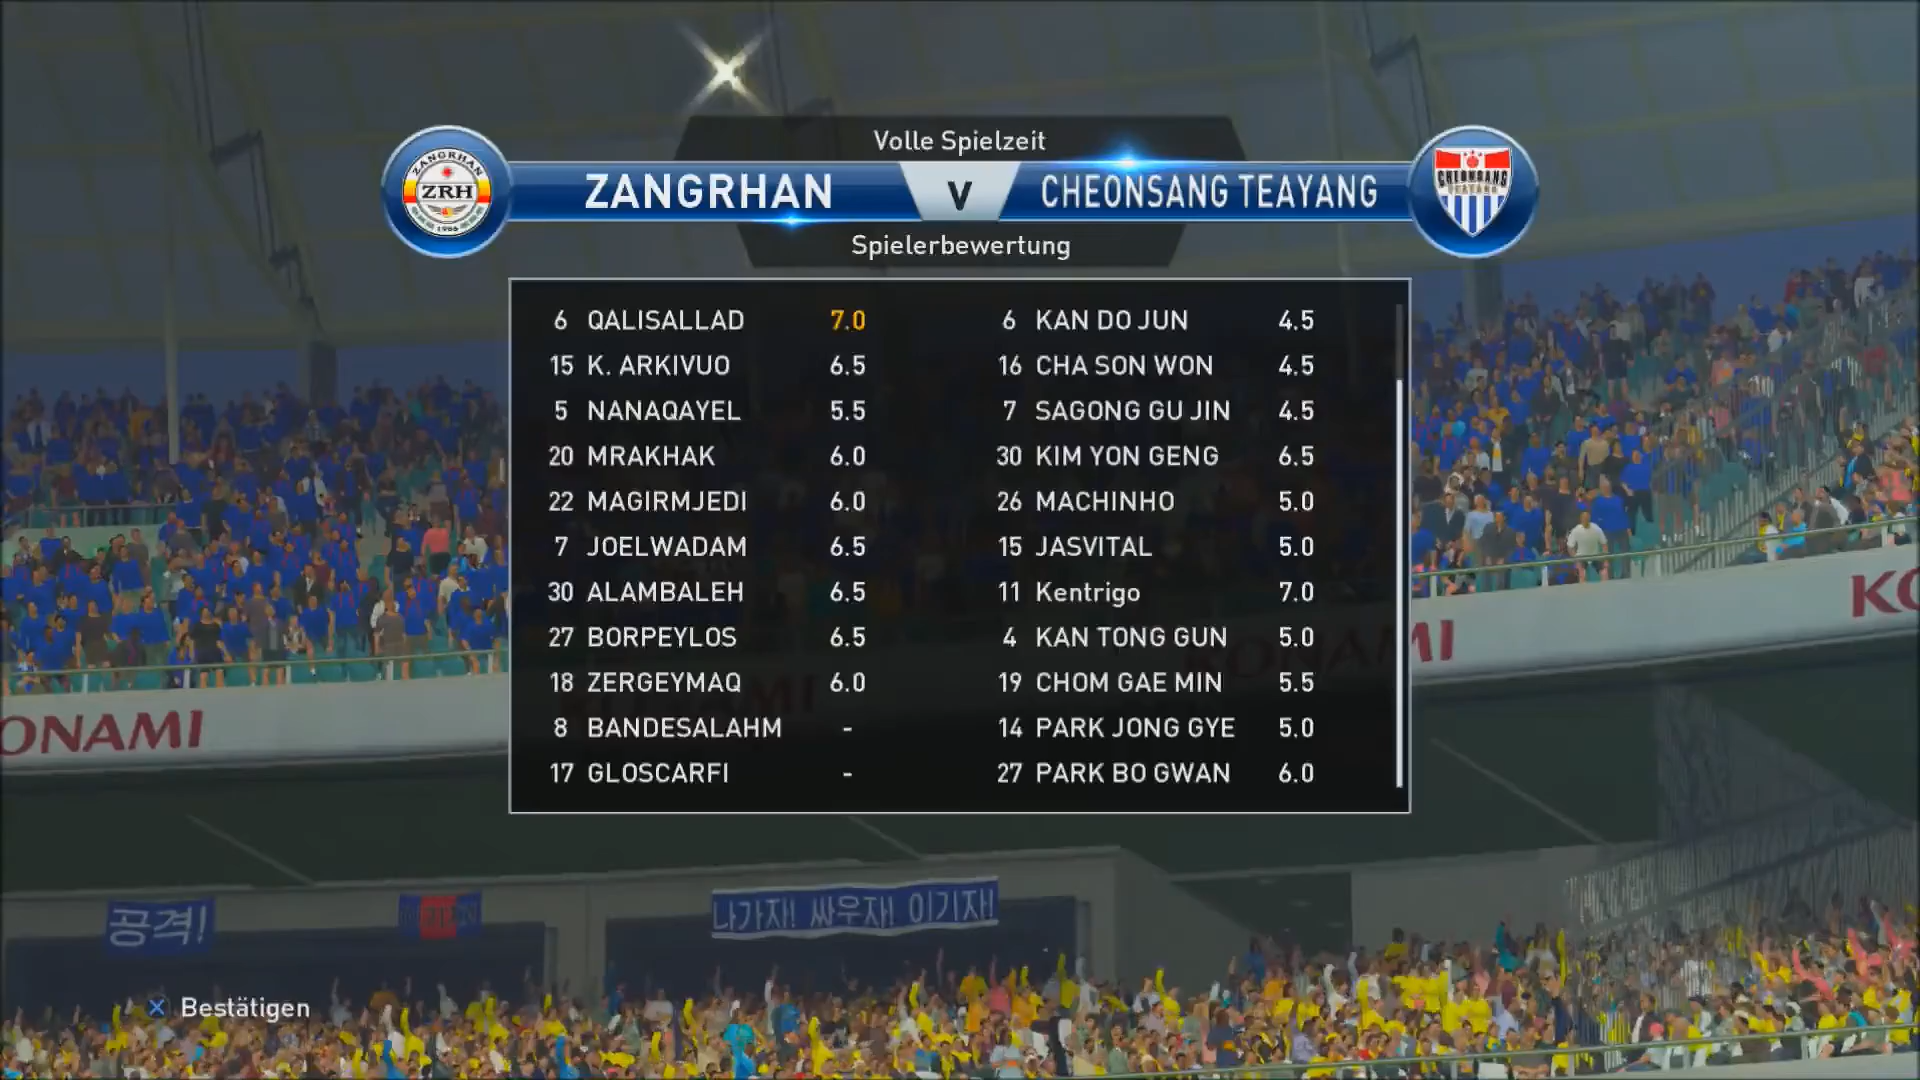 Volle Spielzeit
ZANGRHAN V CHEONSANG TEAYANG
ZANGRHAN
ZRH
1986
CHEONSANG
TEAYANG
Spielerbewertung
6 QALISALLAD 7.0 6 KAN DO JUN 4.5
15 K. ARKIVUO 6.5 16 CHA SON WON 4.5
5 NANAQAYEL 5.5 7 SAGONG GU JIN 4.5
20 MRAKHAK 6.0 30 KIM YON GENG 6.5
22 MAGIRMJEDI 6.0 26 MACHINHO 5.0
7 JOELWADAM 6.5 15 JASVITAL 5.0
30 ALAMBALEH 6.5 11 Kentrigo 7.0
27 BORPEYLOS 6.5 4 KAN TONG GUN 5.0
18 ZERGEYMAQ 6.0 19 CHOM GAE MIN 5.5
8 BANDESALAHM - 14 PARK JONG GYE 5.0
17 GLOSCARFI - 27 PARK BO GWAN 6.0
KO
KONAMI
ONAMI
공격!
나가자! 싸우자! 이기자!
Bestätigen